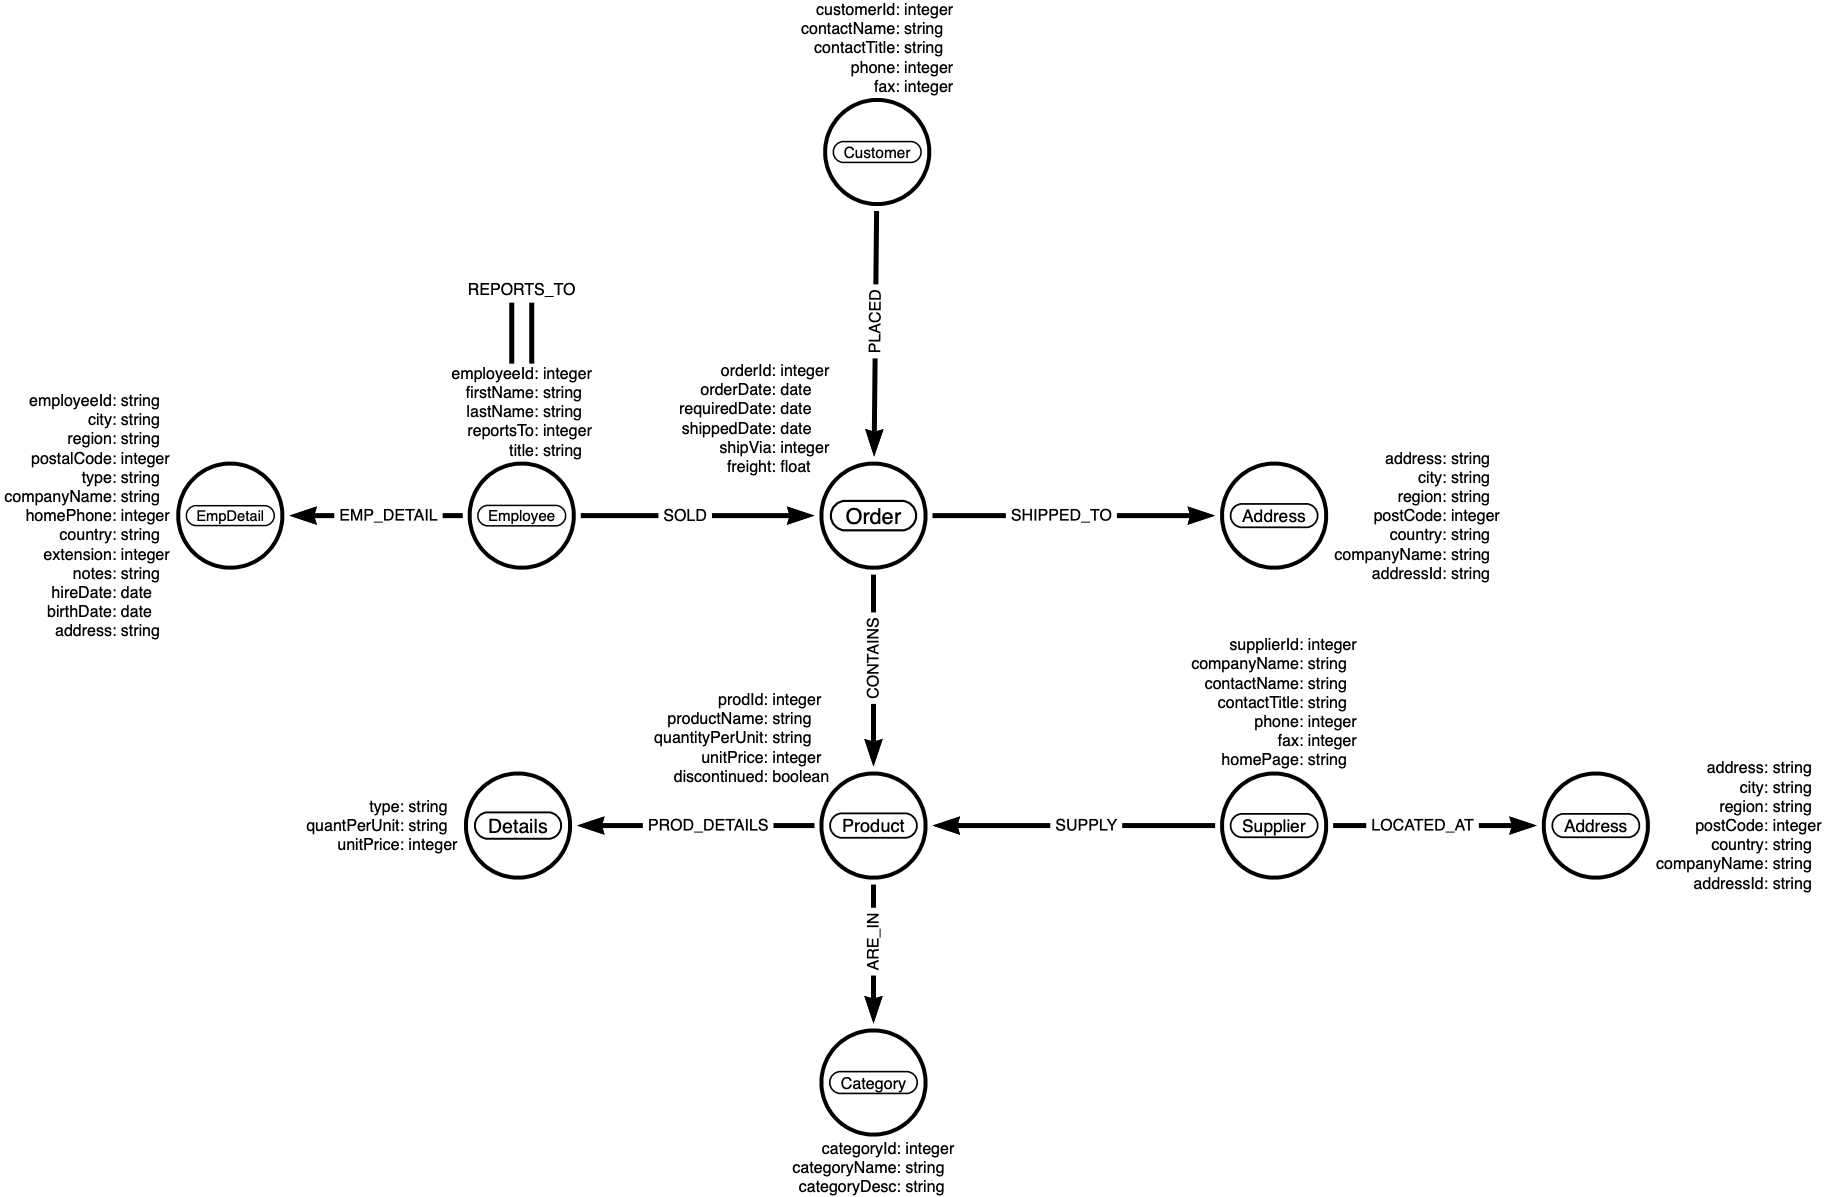 customerId: integer
contactName: string
contactTitle: string
phone: integer
fax: integer
Customer
PLACED
REPORTS_TO
employeeId: integer
firstName: string
lastName: string
reportsTo: integer
title: string
orderId: integer
orderDate: date
requiredDate: date
shippedDate: date
shipVia: integer
freight: float
employeeId: string
city: string
region: string
postalCode: integer
type: string
companyName: string
homePhone: integer
country: string
extension: integer
notes: string
hireDate: date
birthDate: date
address: string
EmpDetail
EMP_DETAIL
Employee
SOLD
Order
SHIPPED_TO
Address
address: string
city: string
region: string
postCode: integer
country: string
companyName: string
addressId: string
CONTAINS
prodId: integer
productName: string
quantityPerUnit: string
unitPrice: integer
discontinued: boolean
supplierId: integer
companyName: string
contactName: string
contactTitle: string
phone: integer
fax: integer
homePage: string
type: string
quantPerUnit: string
unitPrice: integer
Details
PROD_DETAILS
Product
SUPPLY
Supplier
LOCATED_AT
Address
address: string
city: string
region: string
postCode: integer
country: string
companyName: string
addressId: string
ARE_IN
Category
categoryId: integer
categoryName: string
categoryDesc: string